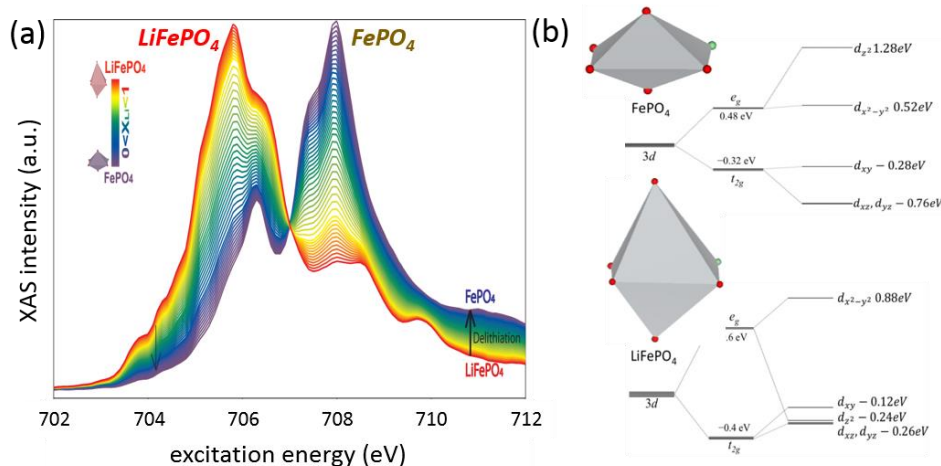 (a)
LiFePO4
FePO4
LiFePO4
0<XLi<1
FePO4
XAS intensity (a.u.)
FePO4
Delithiation
LiFePO4
702 704 706 708 710 712
excitation energy (eV)
(b)
FePO4
3d
eg
0.48 eV
−0.32 eV
t2g
dz2 1.28eV
dx2−y2 0.52eV
dxy − 0.28eV
dxz, dyz − 0.76eV
LiFePO4
3d
eg
.6 eV
−0.4 eV
t2g
dx2−y2 0.88eV
dxy − 0.12eV
dz2 − 0.24eV
dxz, dyz − 0.26eV